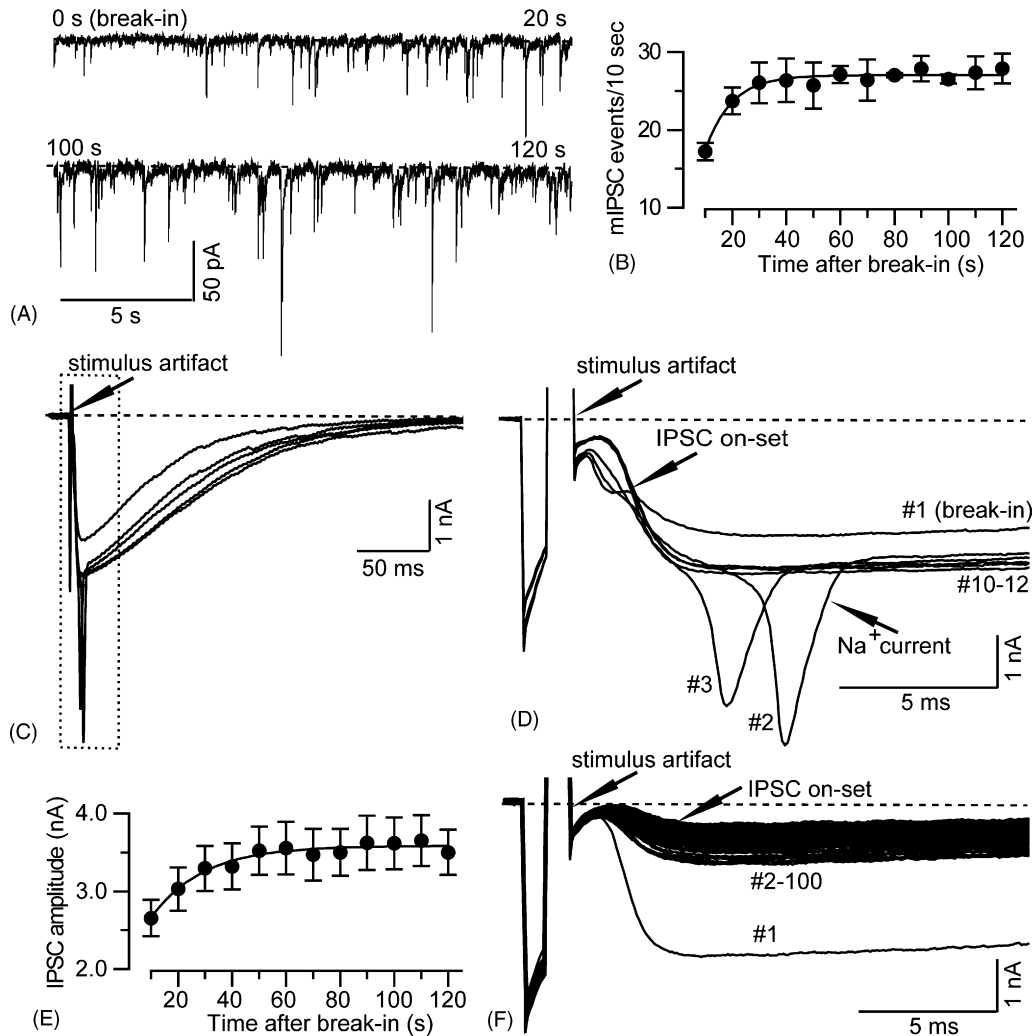 0 s (break-in)
20 s
100 s
120 s
50 pA
5 s
(A)
mIPSC events/10 sec
30
20
10
20 40 60 80 100 120
Time after break-in (s)
(B)
stimulus artifact
1 nA
50 ms
(C)
stimulus artifact
IPSC on-set
#1 (break-in)
#10-12
Na+ current
#3
#2
1 nA
5 ms
(D)
IPSC amplitude (nA)
4.0
3.0
2.0
20 40 60 80 100 120
Time after break-in (s)
(E)
stimulus artifact
IPSC on-set
#2-100
#1
1 nA
5 ms
(F)